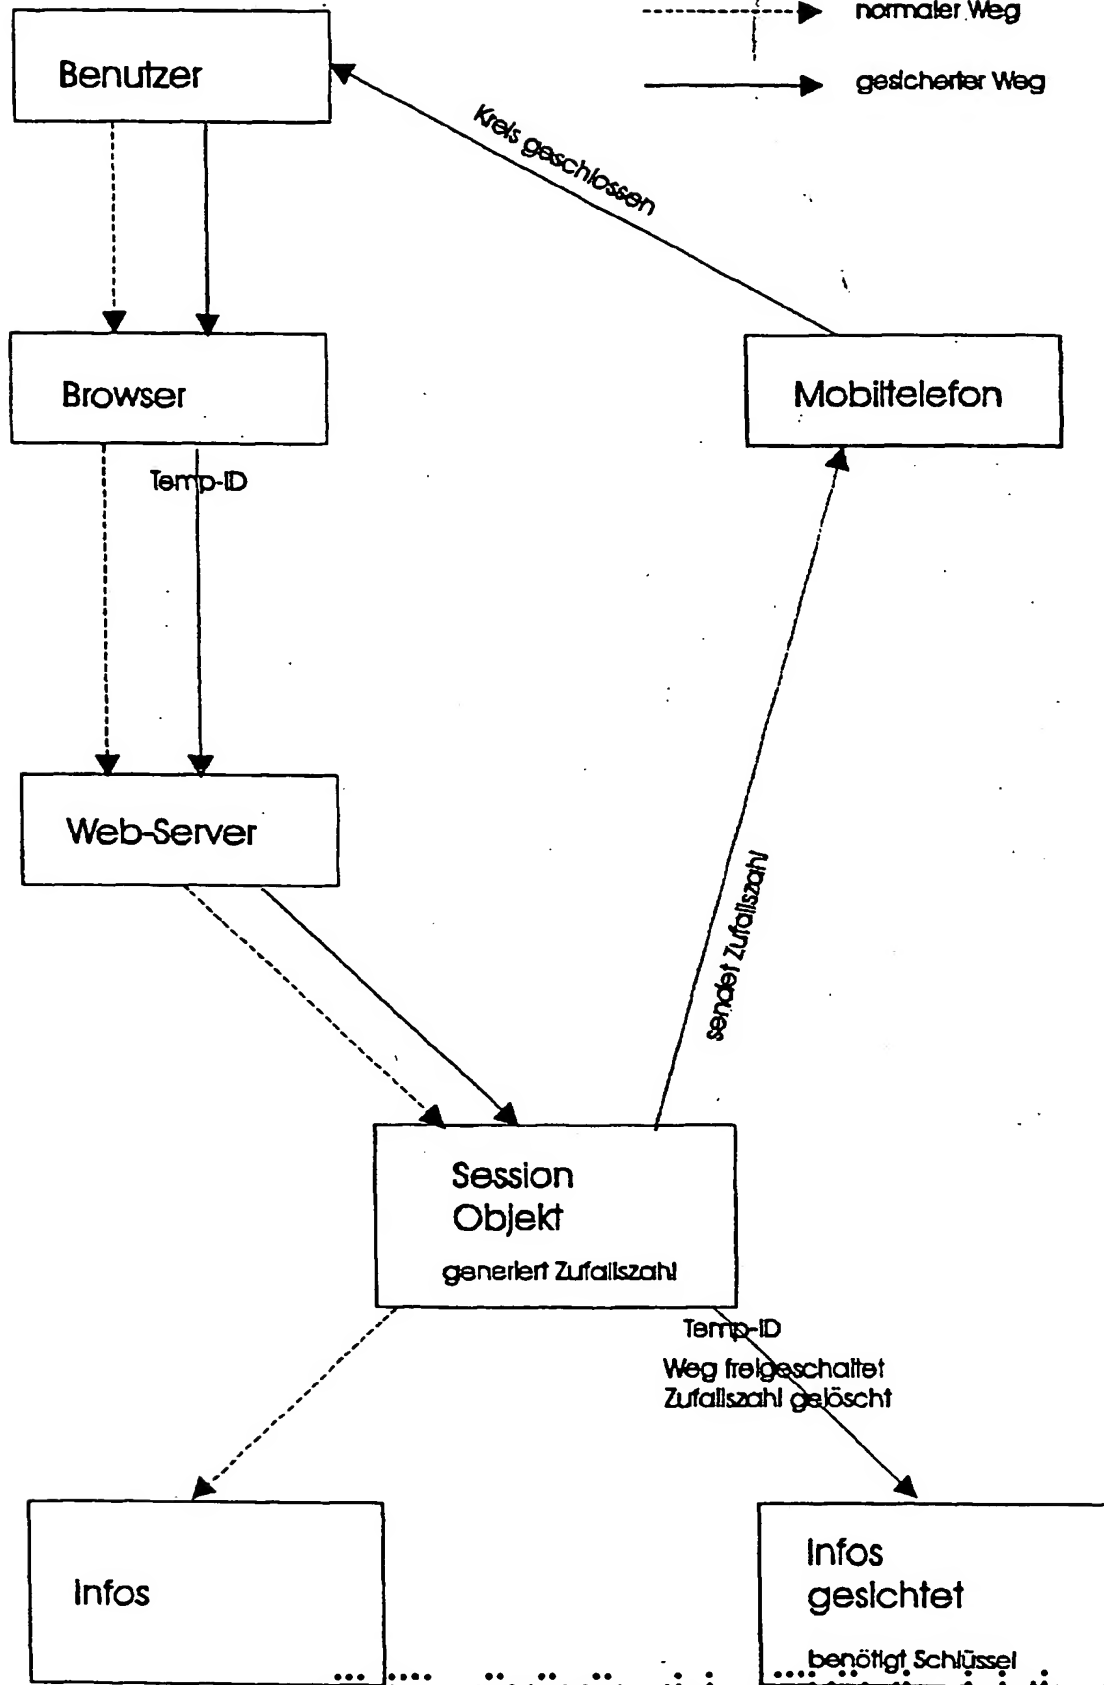 normaler Weg
Benutzer
gesicherter Weg
Kreis geschlossen
Browser
Mobiltelefon
Temp-ID
Web-Server
sendet Zufallszahl
Session
Objekt
generiert Zufallszahl
Temp-ID
Weg freigeschaltet
Zufallszahl gelöscht
Infos
Infos
gesichtet
benötigt Schlüssel